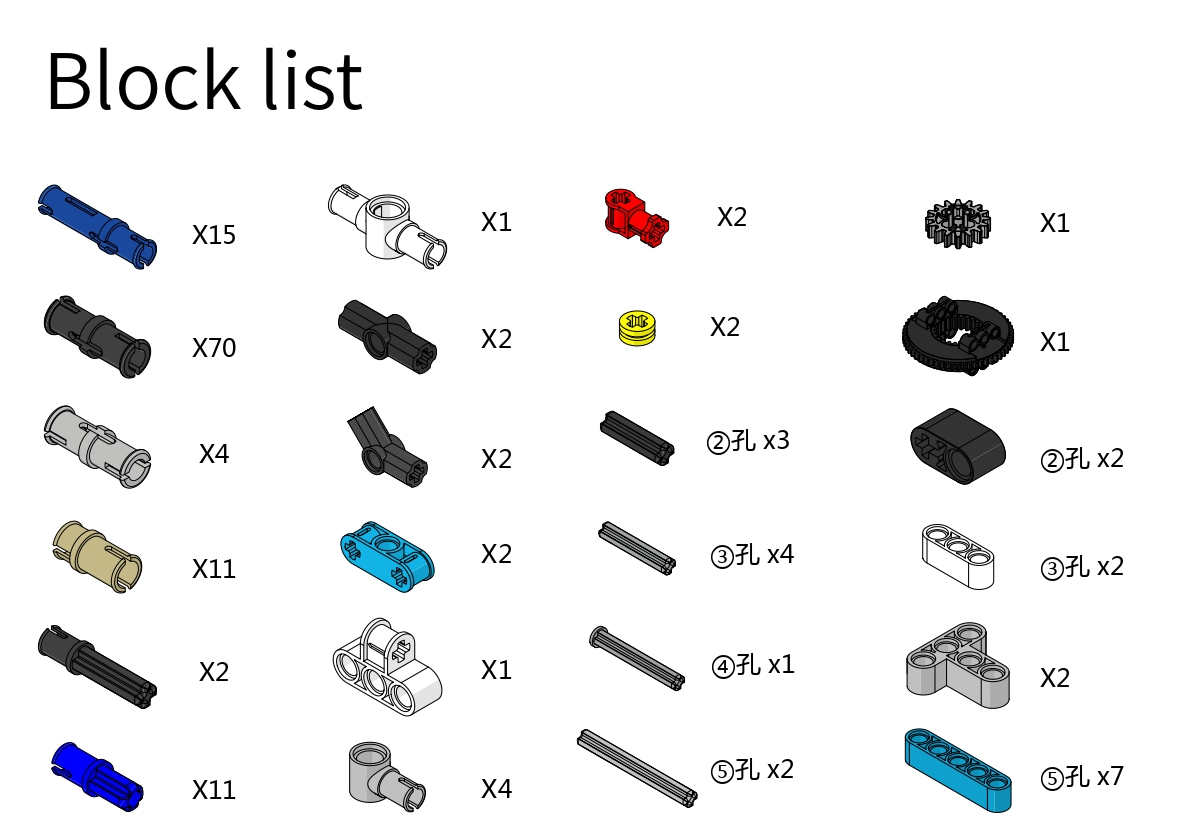 Block list
X15
X1
X2
X1
X70
X2
X2
X1
X4
X2
②孔 x3
②孔 x2
X11
X2
③孔 x4
③孔 x2
X2
X1
④孔 x1
X2
X11
X4
⑤孔 x2
⑤孔 x7